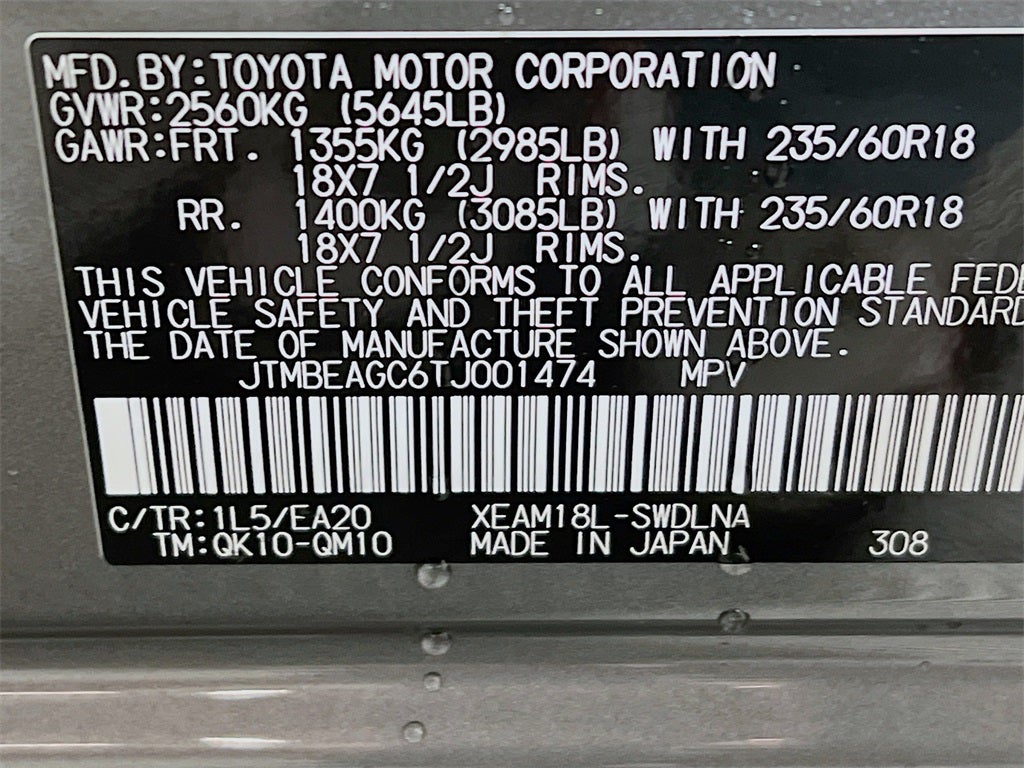 MFD.BY:TOYOTA MOTOR CORPORATION
GVWR:2560KG (5645LB)
GAWR:FRT. 1355KG (2985LB) WITH 235/60R18
18X7 1/2J RIMS.
RR. 1400KG (3085LB) WITH 235/60R18
18X7 1/2J RIMS.
THIS VEHICLE CONFORMS TO ALL APPLICABLE FEDE
VEHICLE SAFETY AND THEFT PREVENTION STANDARD
THE DATE OF MANUFACTURE SHOWN ABOVE.
JTMBEAGC6TJ001474 MPV
C/TR:1L5/EA20 XEAM18L-SWDLNA
TM:QK10-QM10 MADE IN JAPAN 308